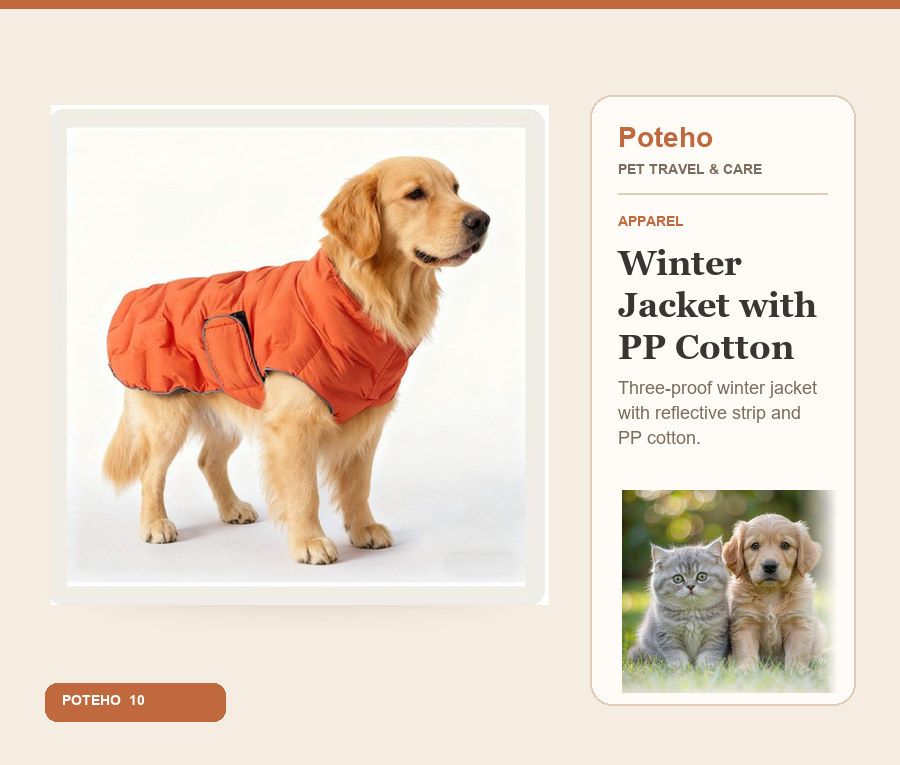 Poteho
PET TRAVEL & CARE
APPAREL
Winter
Jacket with
PP Cotton
Three-proof winter jacket
with reflective strip and
PP cotton.
POTEHO 10